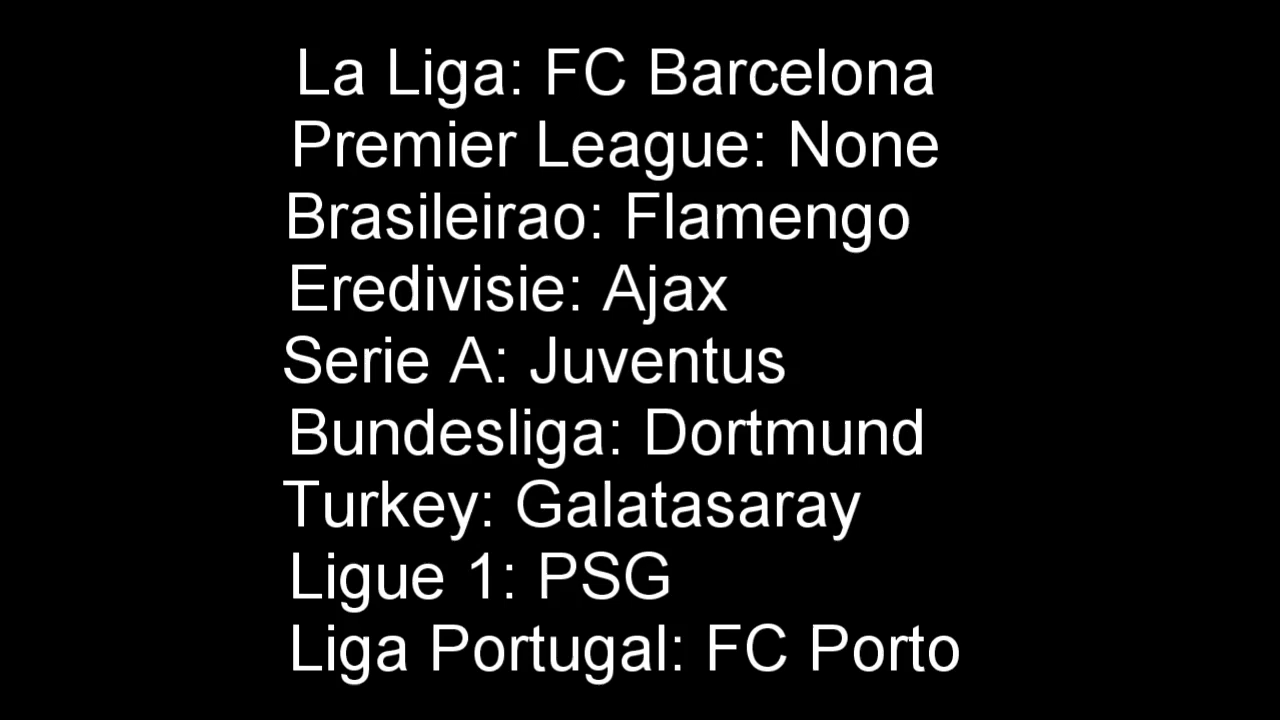 La Liga: FC Barcelona
Premier League: None
Brasileirao: Flamengo
Eredivisie: Ajax
Serie A: Juventus
Bundesliga: Dortmund
Turkey: Galatasaray
Ligue 1: PSG
Liga Portugal: FC Porto